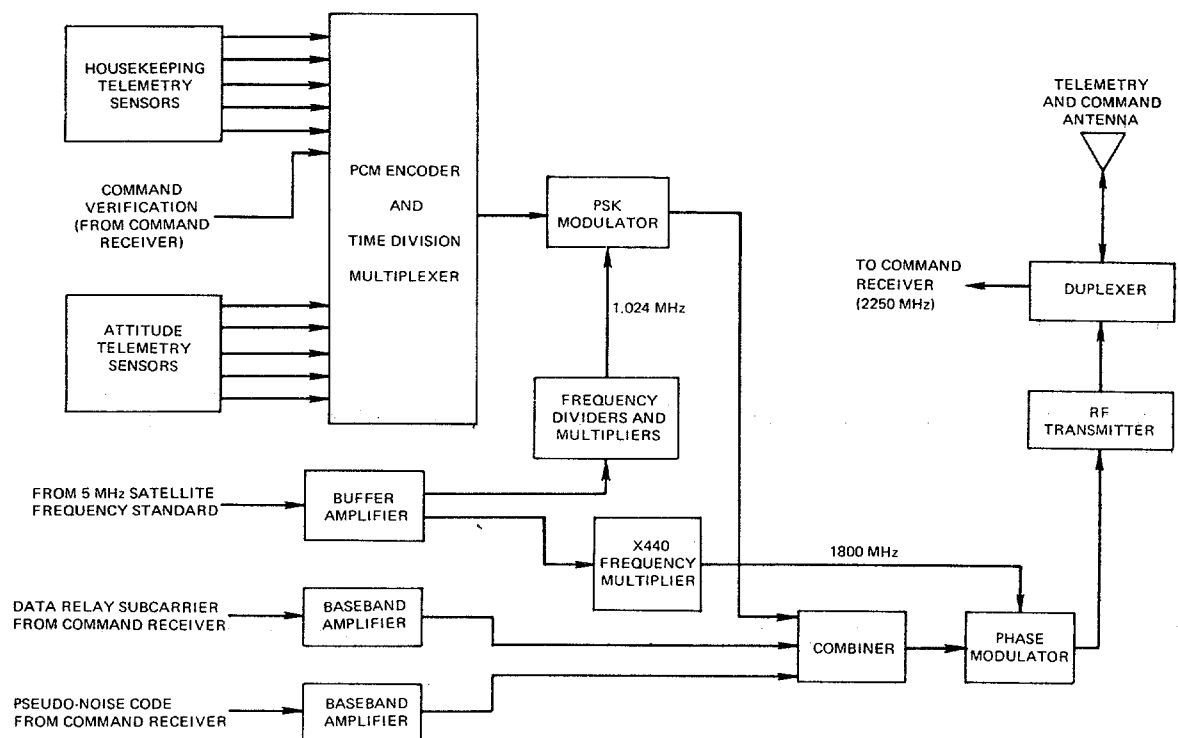 HOUSEKEEPING
TELEMETRY
SENSORS
COMMAND
VERIFICATION
(FROM COMMAND
RECEIVER)
ATTITUDE
TELEMETRY
SENSORS
PCM ENCODER
AND
TIME DIVISION
MULTIPLEXER
PSK
MODULATOR
1.024 MHz
FREQUENCY
DIVIDERS AND
MULTIPLIERS
FROM 5 MHz SATELLITE
FREQUENCY STANDARD
BUFFER
AMPLIFIER
X440
FREQUENCY
MULTIPLIER
1800 MHz
DATA RELAY SUBCARRIER
FROM COMMAND RECEIVER
BASEBAND
AMPLIFIER
PSEUDO-NOISE CODE
FROM COMMAND RECEIVER
BASEBAND
AMPLIFIER
COMBINER
PHASE
MODULATOR
RF
TRANSMITTER
DUPLEXER
TO COMMAND
RECEIVER
(2250 MHz)
TELEMETRY
AND COMMAND
ANTENNA